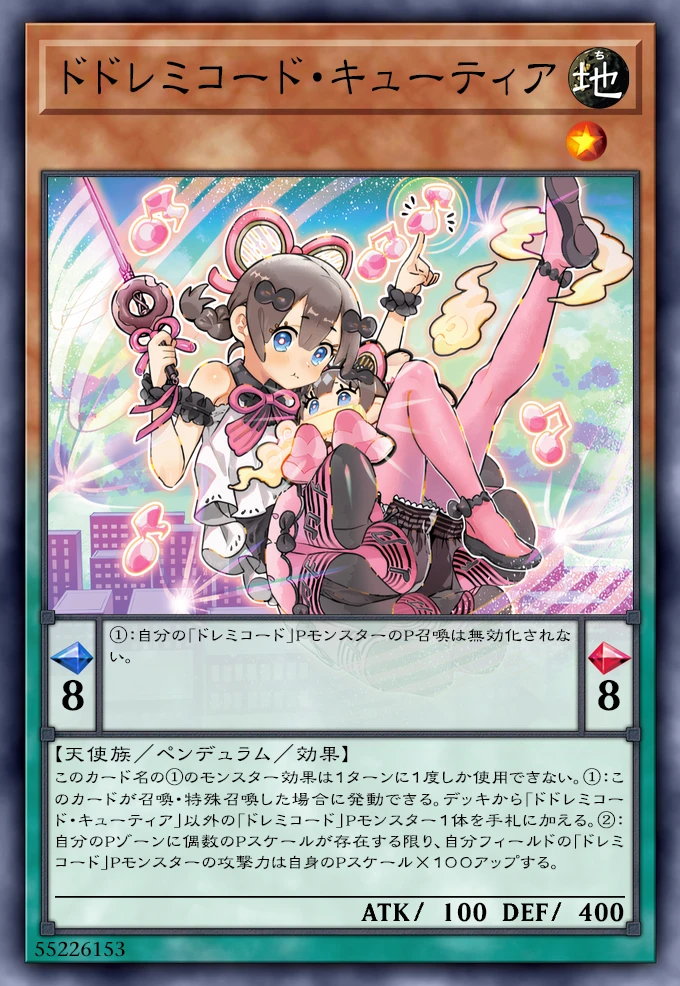 ドドレミコード・キューティア
ち
地
①:自分の「ドレミコード」PモンスターのP召喚は無効化されな
い。
8
8
【天使族／ペンデュラム／効果】
このカード名の①のモンスター効果は1ターンに1度しか使用できない。①:こ
のカードが召喚・特殊召喚した場合に発動できる。デッキから「ドドレミコー
ド・キューティア」以外の「ドレミコード」Pモンスター1体を手札に加える。②:
自分のPゾーンに偶数のPスケールが存在する限り、自分フィールドの「ドレミ
コード」Pモンスターの攻撃力は自身のPスケール×100アップする。
ATK/ 100 DEF/ 400
55226153